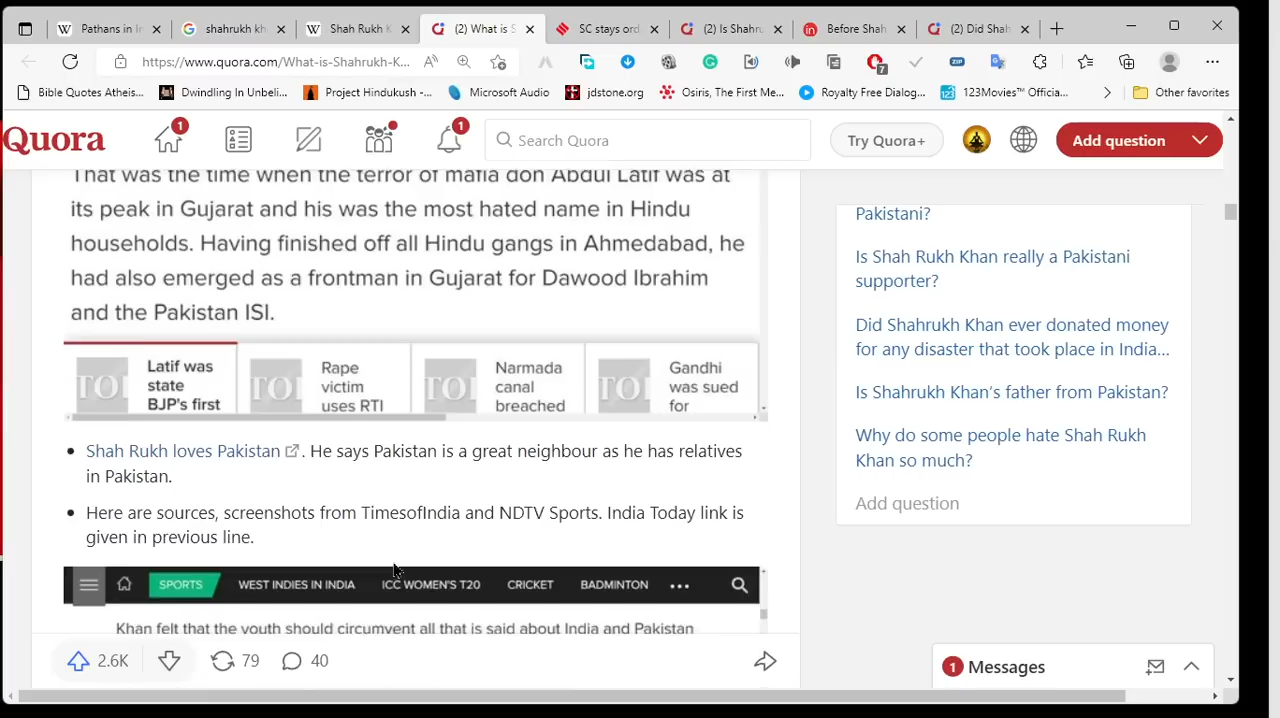 Pathans in In
shahrukh kh
Shah Rukh K
(2) What is S
SC stays ord
(2) Is Shahru
Before Shah
(2) Did Shah
https://www.quora.com/What-is-Shahrukh-K...
7
ZIP
Bible Quotes Atheis...
Dwindling In Unbeli...
Project Hindukush -...
Microsoft Audio
jdstone.org
Osiris, The First Me...
Royalty Free Dialog...
123Movies™ Officia...
Other favorites
Quora
1
1
Search Quora
Try Quora+
Add question
That was the time when the terror of mafia don Abdul Latif was at
its peak in Gujarat and his was the most hated name in Hindu
households. Having finished off all Hindu gangs in Ahmedabad, he
had also emerged as a frontman in Gujarat for Dawood Ibrahim
and the Pakistan ISI.
TOI
Latif was
state
BJP's first
TOI
Rape
victim
uses RTI
TOI
Narmada
canal
breached
TOI
Gandhi
was sued
for
Shah Rukh loves Pakistan. He says Pakistan is a great neighbour as he has relatives
in Pakistan.
Here are sources, screenshots from TimesofIndia and NDTV Sports. India Today link is
given in previous line.
SPORTS WEST INDIES IN INDIA ICC WOMEN'S T20 CRICKET BADMINTON
Khan felt that the youth should circumvent all that is said about India and Pakistan
2.6K 79 40
Pakistani?
Is Shah Rukh Khan really a Pakistani
supporter?
Did Shahrukh Khan ever donated money
for any disaster that took place in India...
Is Shahrukh Khan's father from Pakistan?
Why do some people hate Shah Rukh
Khan so much?
Add question
1 Messages